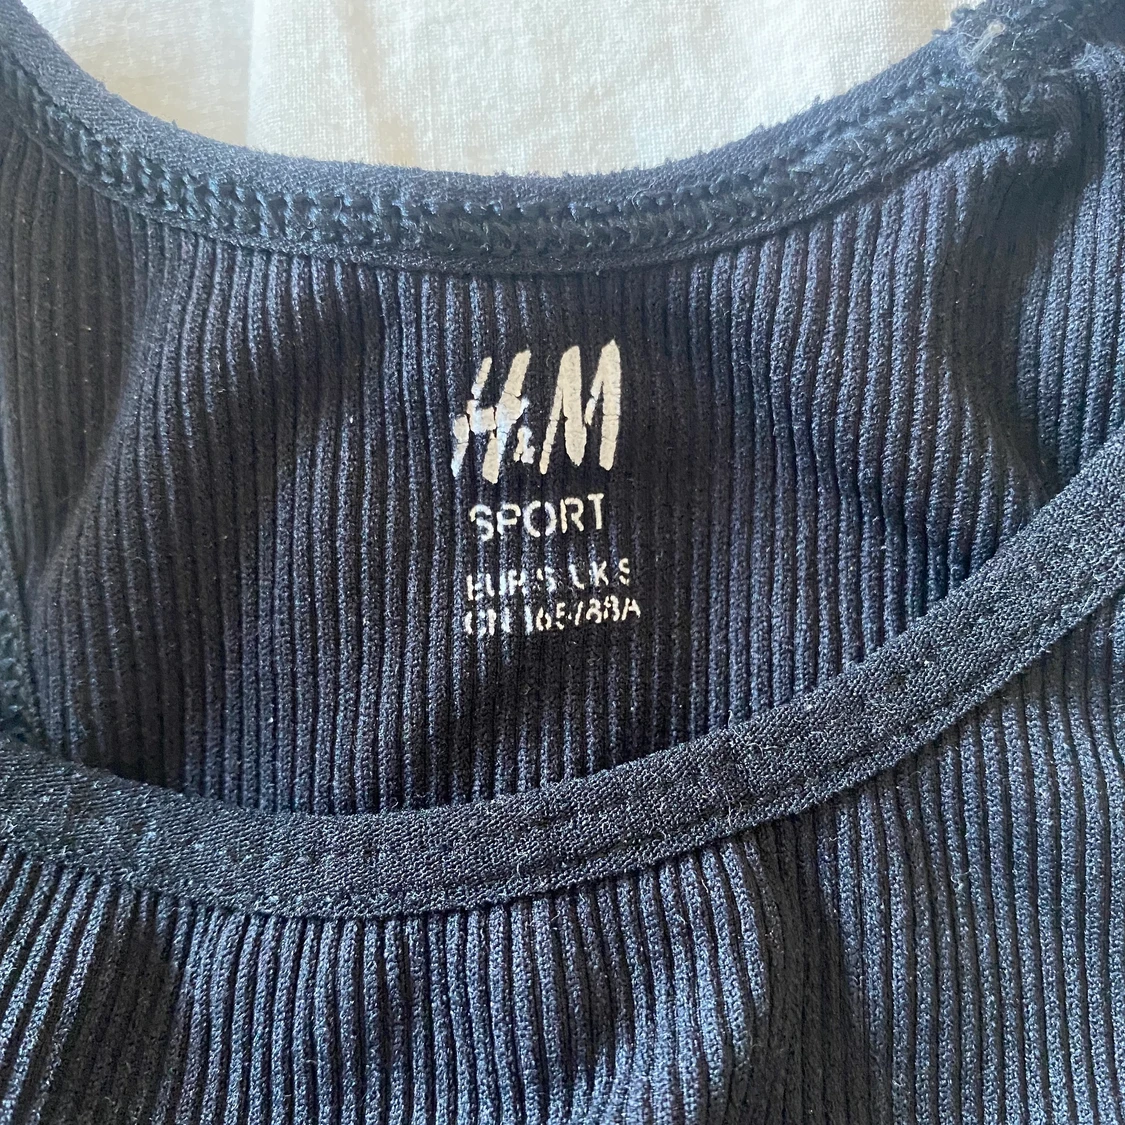 H&M
SPORT
EUR S UK S
CN 165/88A